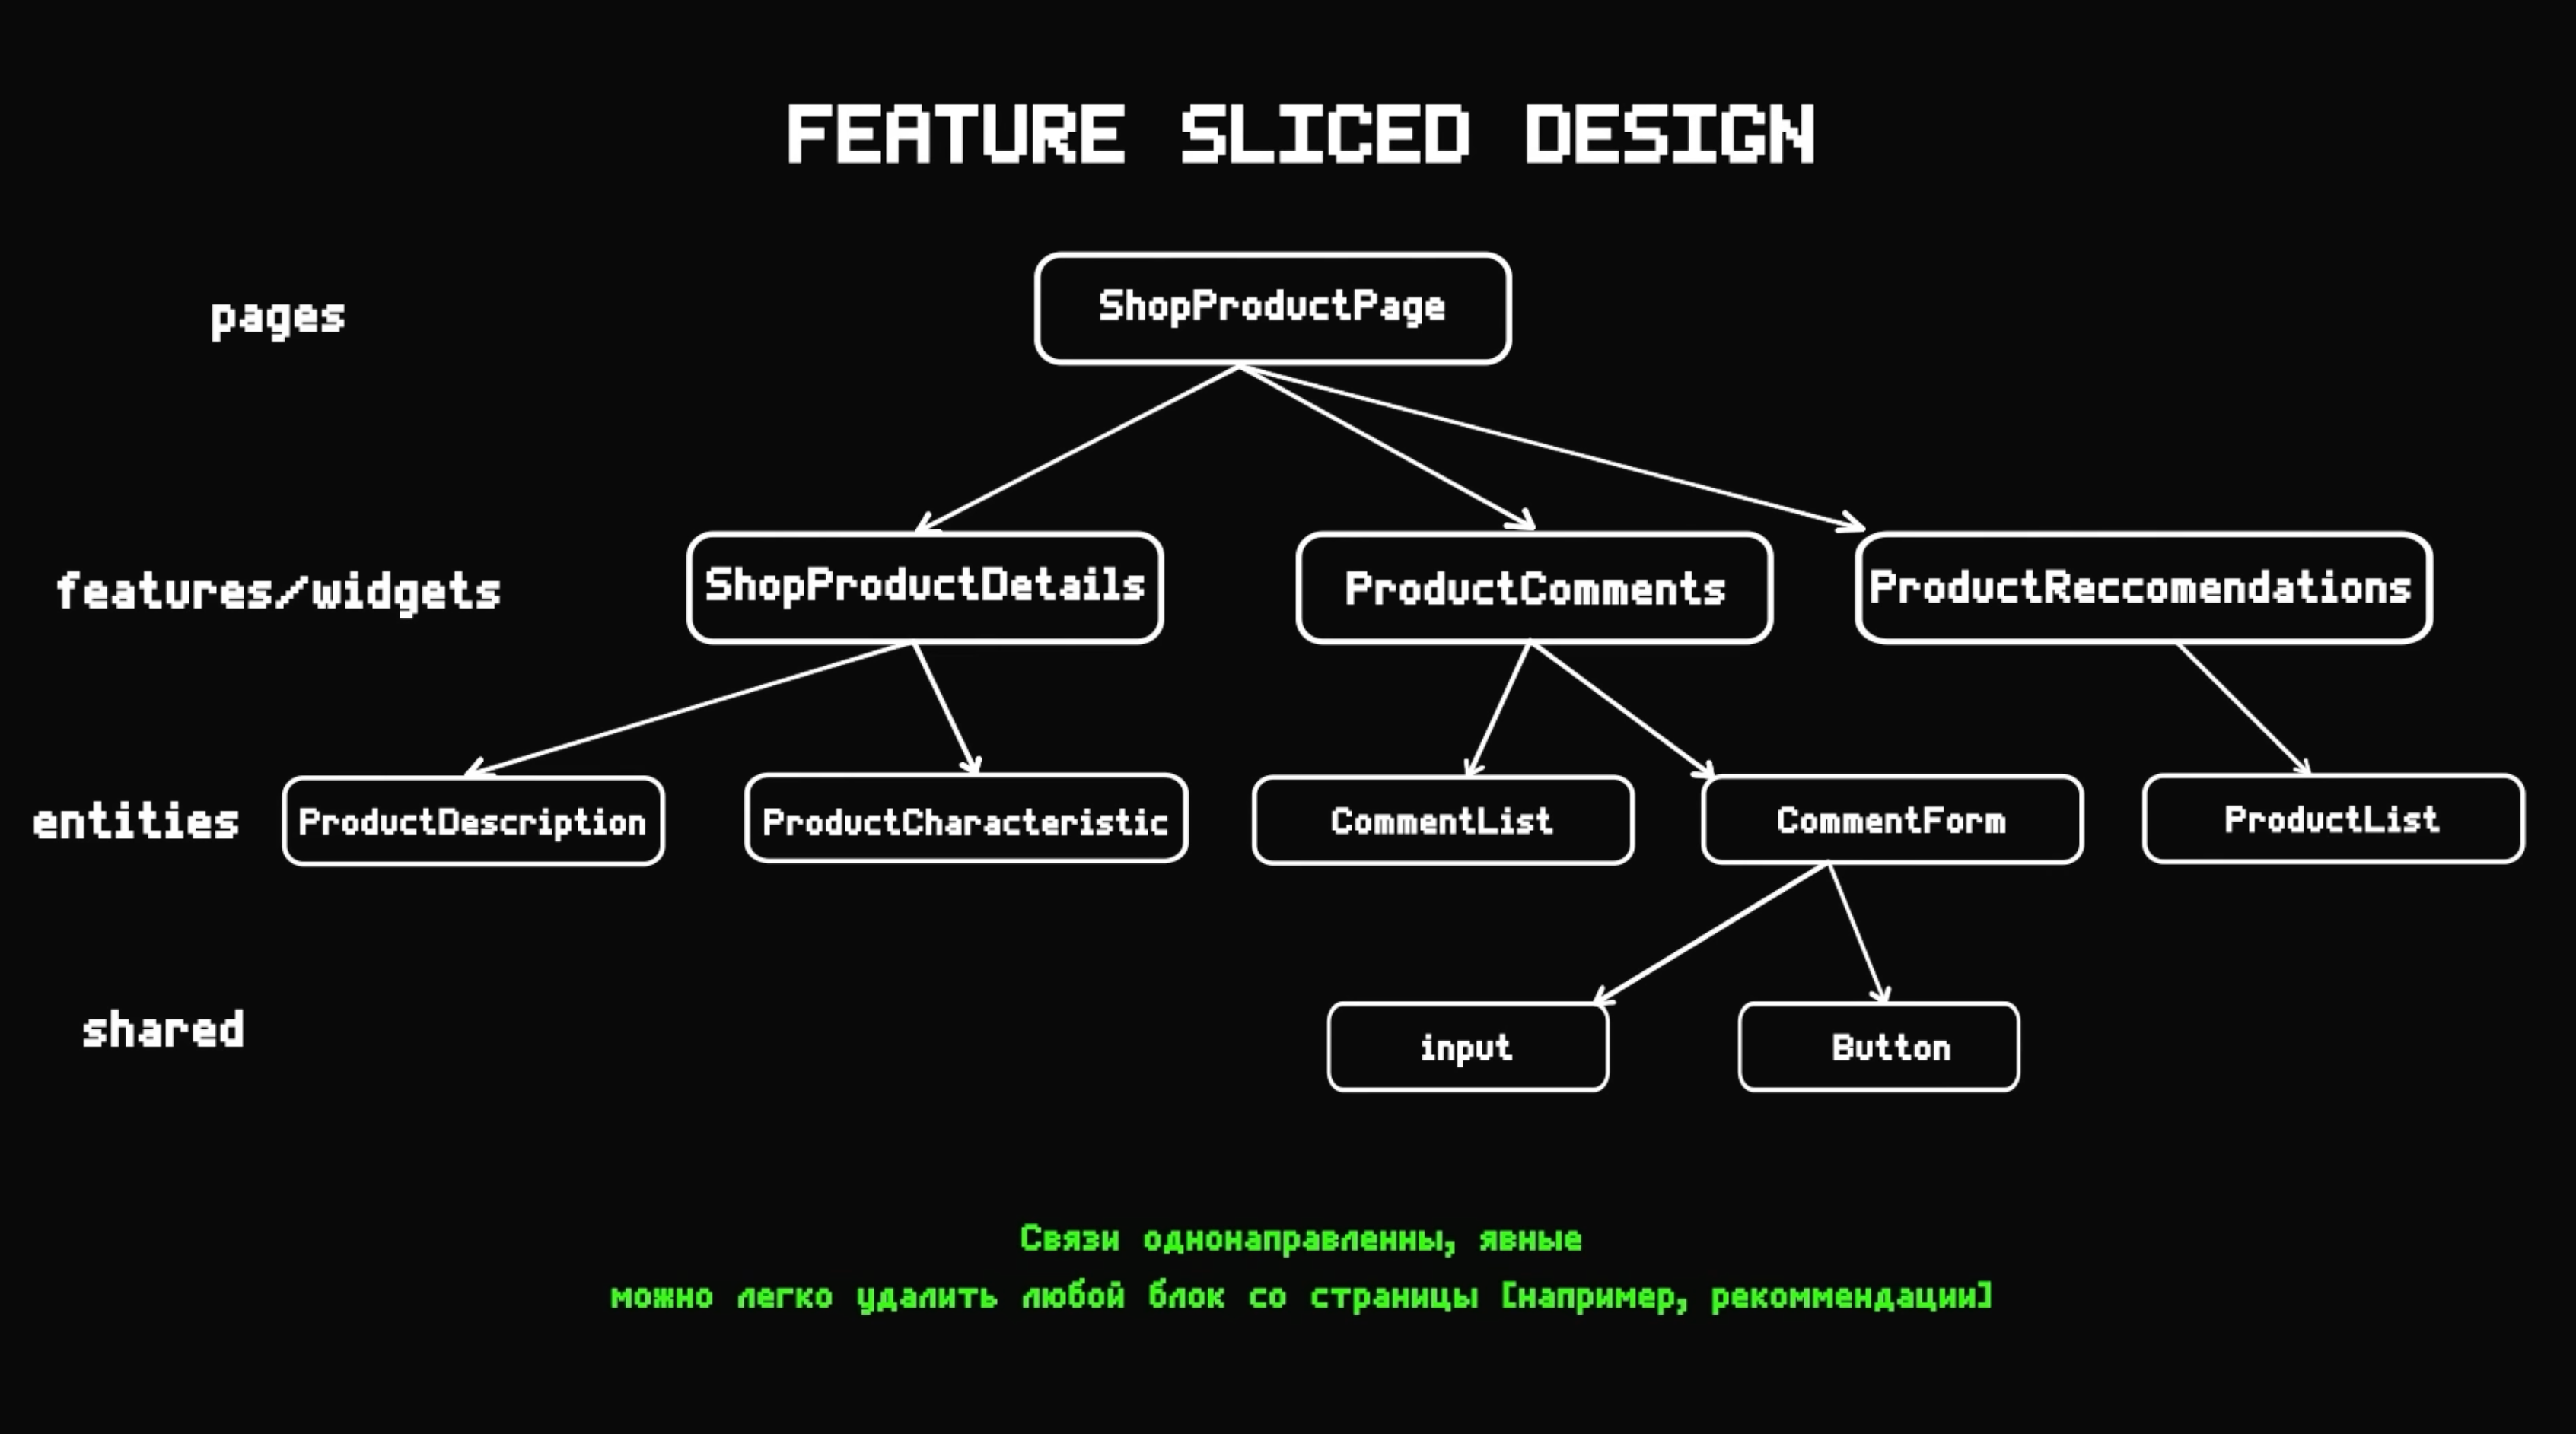 FEATURE SLICED DESIGN
pages
ShopProductPage
features/widgets
ShopProductDetails
ProductComments
ProductReccomendations
entities
ProductDescription
ProductCharacteristic
CommentList
CommentForm
ProductList
shared
input
Button
Связи однонаправленны, явные
можно легко удалить любой блок со страницы [например, рекоммендации]